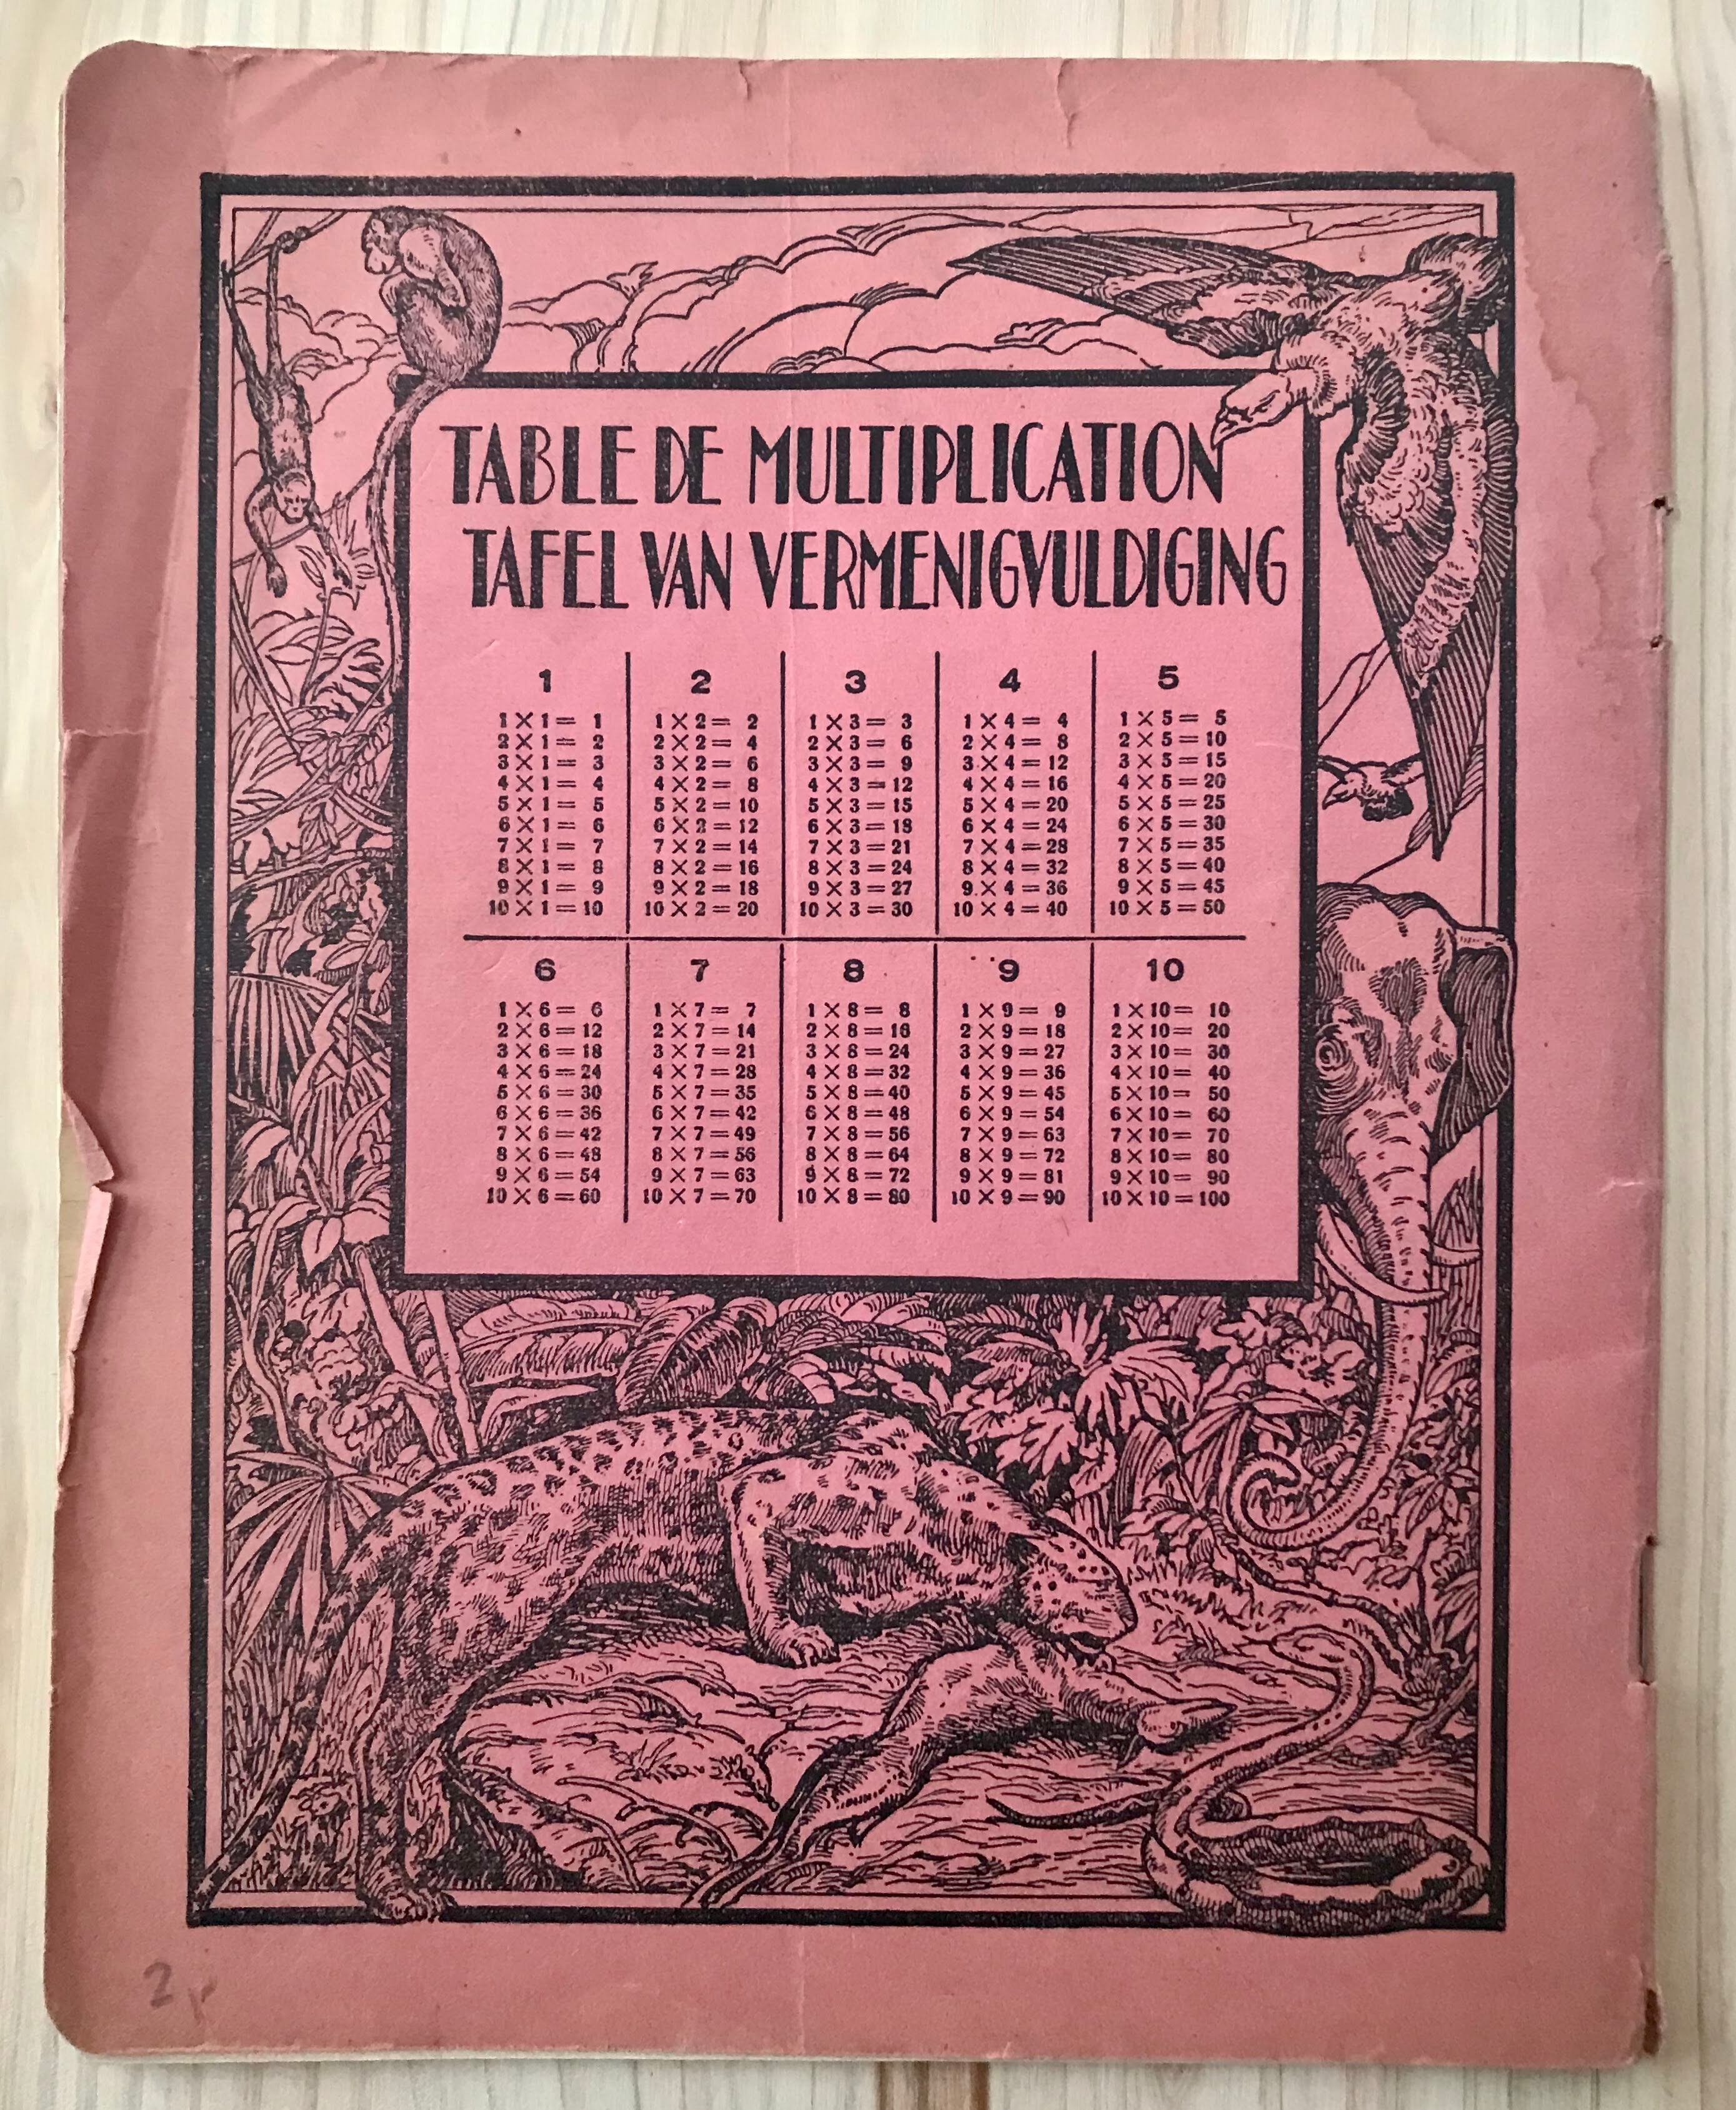 TABLE DE MULTIPLICATION
TAFEL VAN VERMENIGVULDIGING
1 2 3 4 5
1 X 1 = 1 1 X 2 = 2 1 X 3 = 3 1 X 4 = 4 1 X 5 = 5
2 X 1 = 2 2 X 2 = 4 2 X 3 = 6 2 X 4 = 8 2 X 5 = 10
3 X 1 = 3 3 X 2 = 6 3 X 3 = 9 3 X 4 = 12 3 X 5 = 15
4 X 1 = 4 4 X 2 = 8 4 X 3 = 12 4 X 4 = 16 4 X 5 = 20
5 X 1 = 5 5 X 2 = 10 5 X 3 = 15 5 X 4 = 20 5 X 5 = 25
6 X 1 = 6 6 X 2 = 12 6 X 3 = 18 6 X 4 = 24 6 X 5 = 30
7 X 1 = 7 7 X 2 = 14 7 X 3 = 21 7 X 4 = 28 7 X 5 = 35
8 X 1 = 8 8 X 2 = 16 8 X 3 = 24 8 X 4 = 32 8 X 5 = 40
9 X 1 = 9 9 X 2 = 18 9 X 3 = 27 9 X 4 = 36 9 X 5 = 45
10 X 1 = 10 10 X 2 = 20 10 X 3 = 30 10 X 4 = 40 10 X 5 = 50
6 7 8 9 10
1 X 6 = 6 1 X 7 = 7 1 X 8 = 8 1 X 9 = 9 1 X 10 = 10
2 X 6 = 12 2 X 7 = 14 2 X 8 = 16 2 X 9 = 18 2 X 10 = 20
3 X 6 = 18 3 X 7 = 21 3 X 8 = 24 3 X 9 = 27 3 X 10 = 30
4 X 6 = 24 4 X 7 = 28 4 X 8 = 32 4 X 9 = 36 4 X 10 = 40
5 X 6 = 30 5 X 7 = 35 5 X 8 = 40 5 X 9 = 45 5 X 10 = 50
6 X 6 = 36 6 X 7 = 42 6 X 8 = 48 6 X 9 = 54 6 X 10 = 60
7 X 6 = 42 7 X 7 = 49 7 X 8 = 56 7 X 9 = 63 7 X 10 = 70
8 X 6 = 48 8 X 7 = 56 8 X 8 = 64 8 X 9 = 72 8 X 10 = 80
9 X 6 = 54 9 X 7 = 63 9 X 8 = 72 9 X 9 = 81 9 X 10 = 90
10 X 6 = 60 10 X 7 = 70 10 X 8 = 80 10 X 9 = 90 10 X 10 = 100